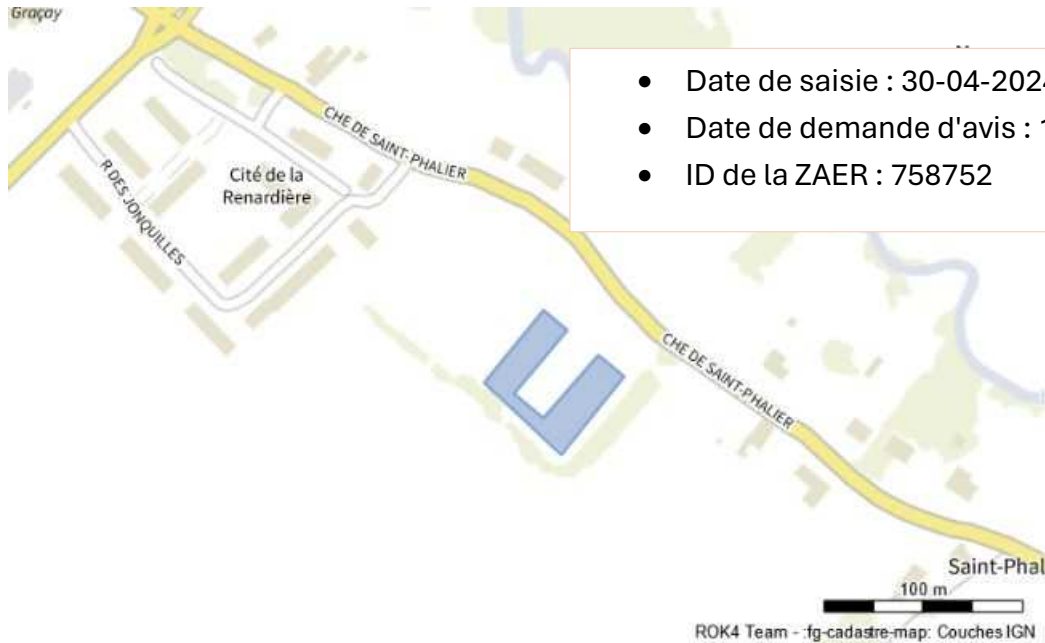 Graçay
• Date de saisie : 30-04-2024
• Date de demande d'avis : 1
• ID de la ZAER : 758752
CHE DE SAINT-PHALIER
Cité de la
Renardière
R DES JONQUILLES
CHE DE SAINT-PHALIER
Saint-Phal
100 m
ROK4 Team - :fg-cadastre-map: Couches IGN